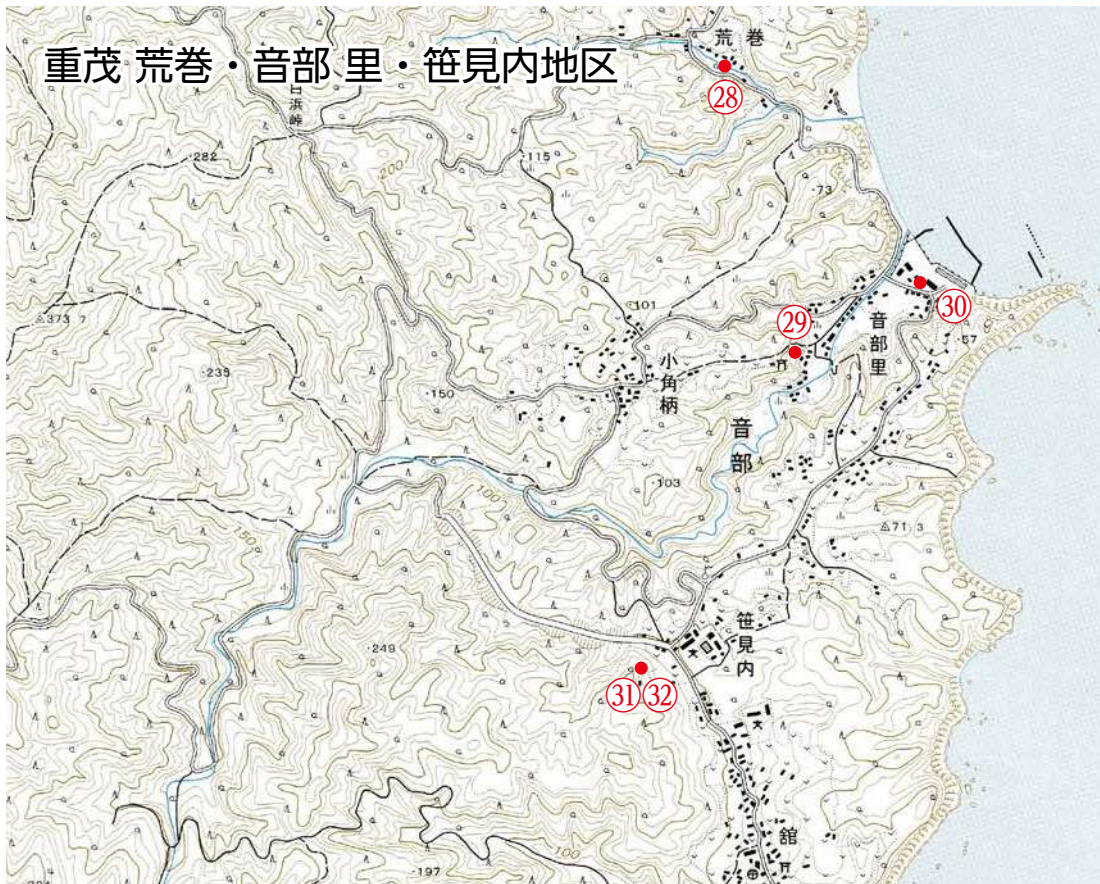 重茂 荒巻・音部 里・笹見内地区
荒巻
㉘
白浜峠
・282
200
・115
・73
101
㉙
㉚
音部里
・57
373.7
・235
・150
小角柄
音部
100
・103
71.3
150
笹見内
・249
㉛㉜
舘
100
・197